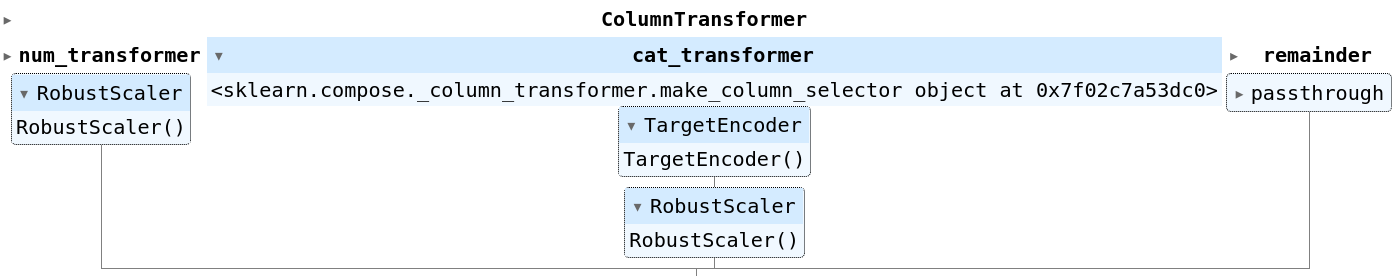 ColumnTransformer
num_transformer
cat_transformer
remainder
RobustScaler
RobustScaler()
<sklearn.compose._column_transformer.make_column_selector object at 0x7f02c7a53dc0>
TargetEncoder
TargetEncoder()
RobustScaler
RobustScaler()
passthrough